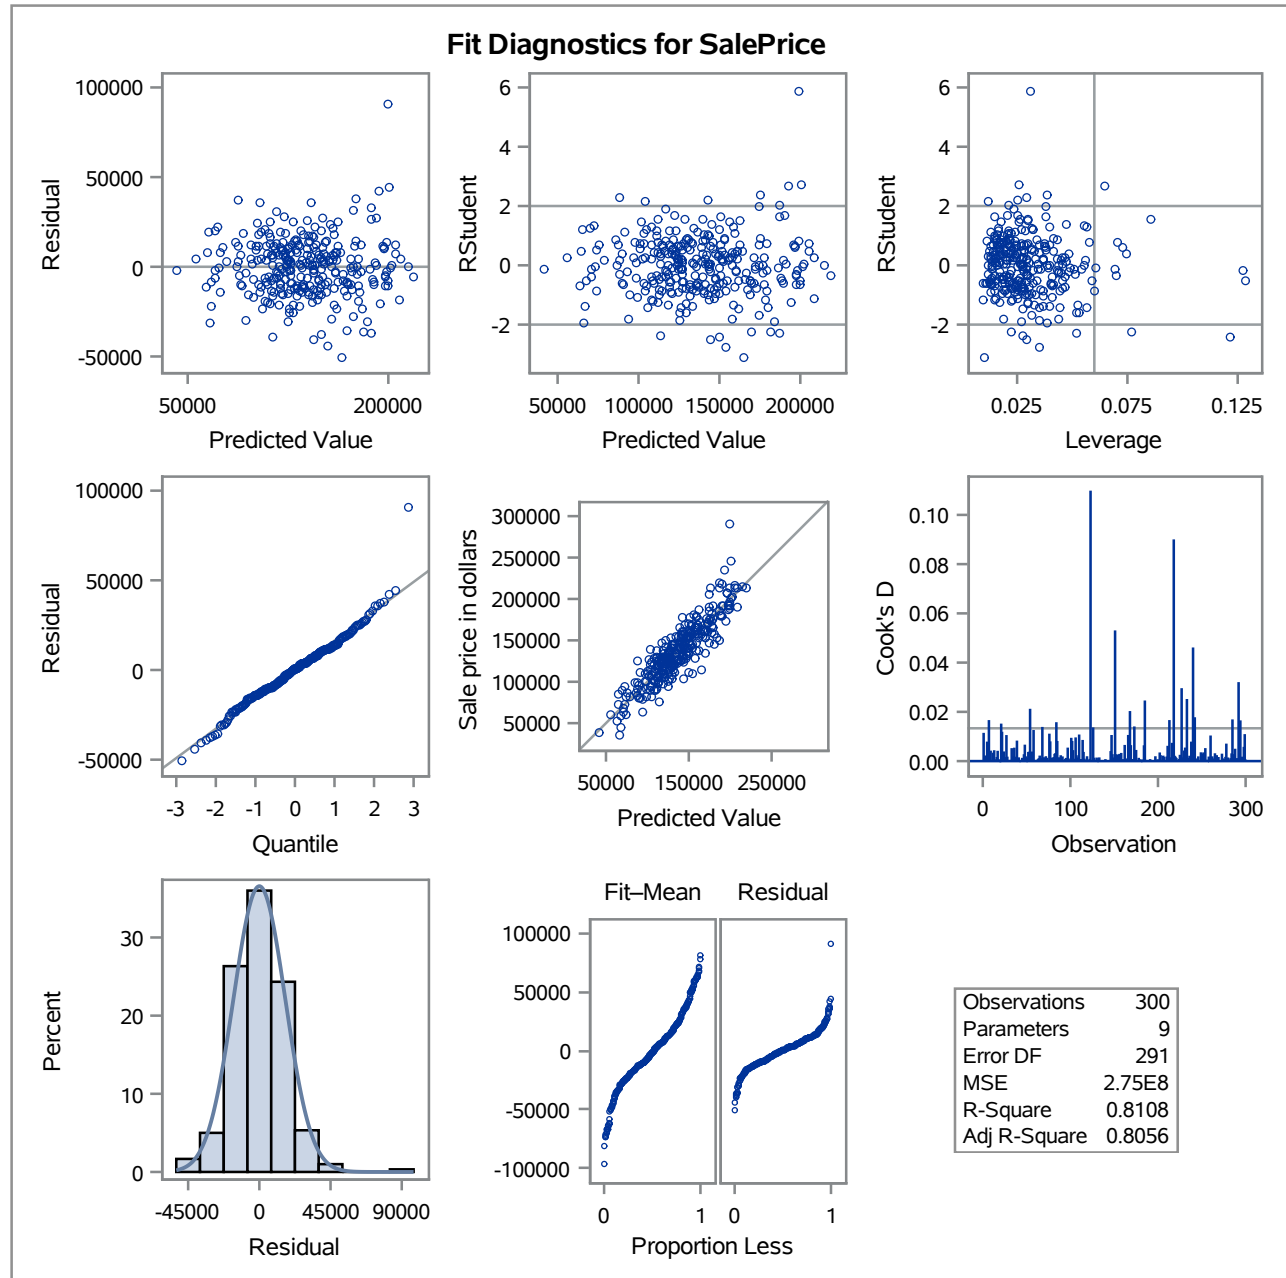 Fit Diagnostics for SalePrice
100000
50000
0
-50000
Residual
50000 200000
Predicted Value
6
4
2
0
-2
RStudent
50000 100000 150000 200000
Predicted Value
6
4
2
0
-2
RStudent
0.025 0.075 0.125
Leverage
100000
50000
0
-50000
Residual
-3 -2 -1 0 1 2 3
Quantile
300000
250000
200000
150000
100000
50000
Sale price in dollars
50000 150000 250000
Predicted Value
0.10
0.08
0.06
0.04
0.02
0.00
Cook's D
0 100 200 300
Observation
30
20
10
0
Percent
-45000 0 45000 90000
Residual
Fit–Mean Residual
100000
50000
0
-50000
-100000
0 1 0 1
Proportion Less
Observations 300
Parameters 9
Error DF 291
MSE 2.75E8
R-Square 0.8108
Adj R-Square 0.8056